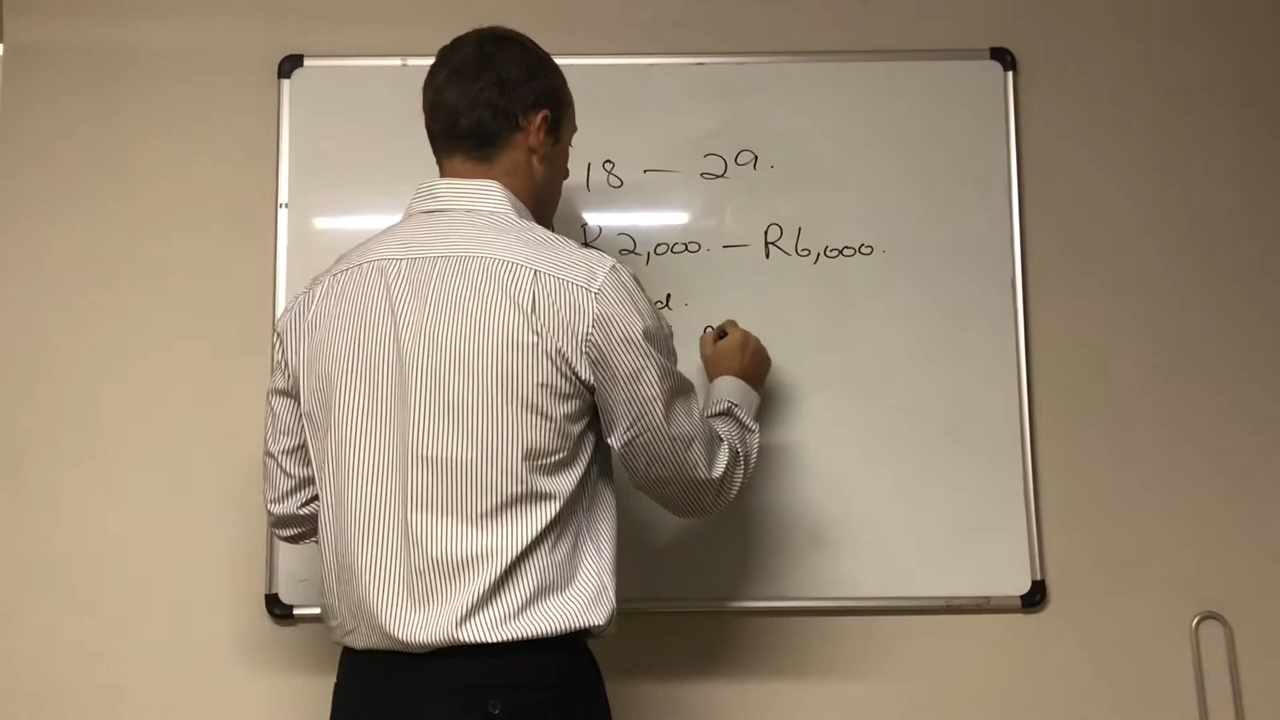 18 — 29.
R2,000. — R6,000.